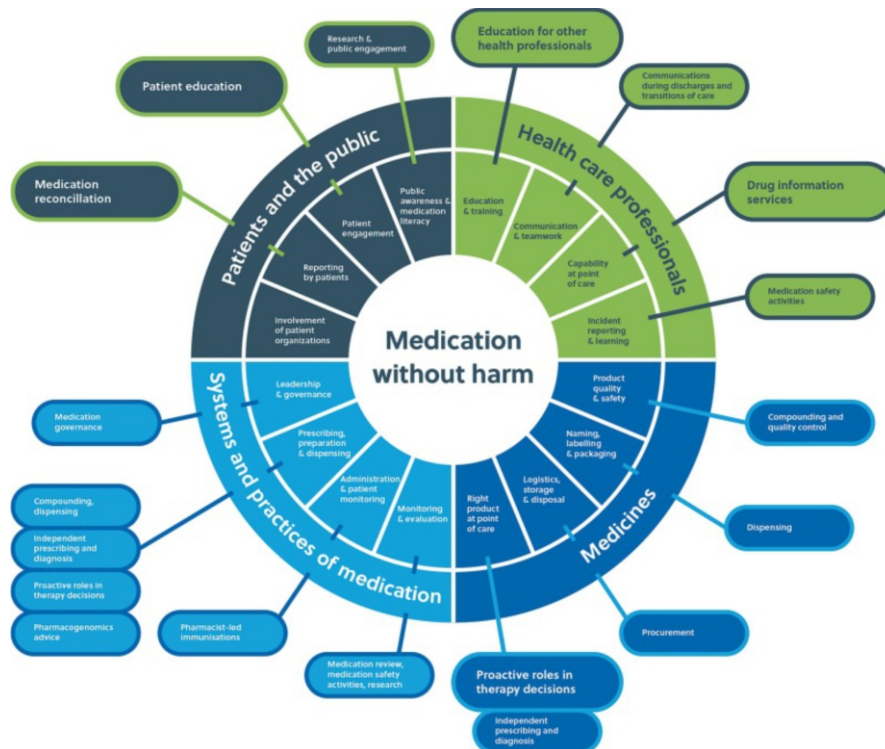 Research &
public engagement
Education for other
health professionals
Patient education
Communications
during discharges and
transitions of care
Medication
reconcillation
Drug information
services
Medication safety
activities
Patients and the public
Health care professionals
Public
awareness &
medication
literacy
Patient
engagement
Reporting
by patients
Involvement
of patient
organizations
Education
& training
Communication
& teamwork
Capability
at point
of care
Incident
reporting
& learning
Medication
without harm
Leadership
& governance
Prescribing,
preparation
& dispensing
Administration
& patient
monitoring
Monitoring
& evaluation
Product
quality
& safety
Naming,
labelling
& packaging
Logistics,
storage
& disposal
Right
product
at point
of care
Systems and practices of medication
Medicines
Medication
governance
Compounding,
dispensing
Independent
prescribing and
diagnosis
Proactive roles in
therapy decisions
Pharmacogenomics
advice
Pharmacist-led
immunisations
Medication review,
medication safety
activities, research
Compounding and
quality control
Dispensing
Procurement
Proactive roles in
therapy decisions
Independent
prescribing and
diagnosis